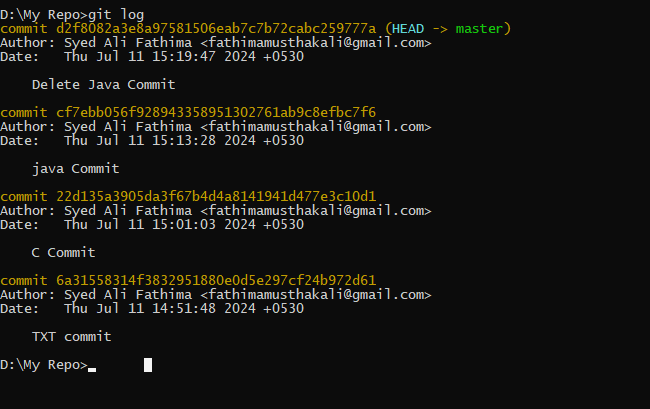 D:\My Repo>git log
commit d2f8082a3e8a97581506eab7c7b72cabc259777a (HEAD -> master)
Author: Syed Ali Fathima <fathimamusthakali@gmail.com>
Date:   Thu Jul 11 15:19:47 2024 +0530
    Delete Java Commit
commit cf7ebb056f928943358951302761ab9c8efbc7f6
Author: Syed Ali Fathima <fathimamusthakali@gmail.com>
Date:   Thu Jul 11 15:13:28 2024 +0530
    java Commit
commit 22d135a3905da3f67b4d4a8141941d477e3c10d1
Author: Syed Ali Fathima <fathimamusthakali@gmail.com>
Date:   Thu Jul 11 15:01:03 2024 +0530
    C Commit
commit 6a31558314f3832951880e0d5e297cf24b972d61
Author: Syed Ali Fathima <fathimamusthakali@gmail.com>
Date:   Thu Jul 11 14:51:48 2024 +0530
    TXT commit
D:\My Repo>